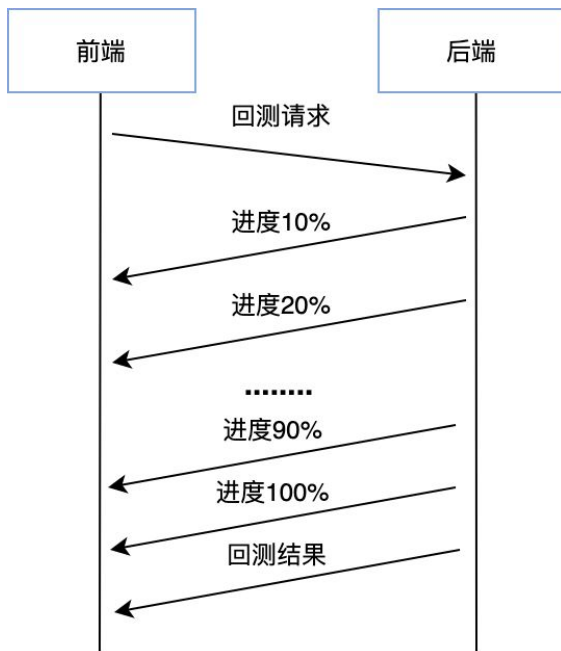 前端
后端
回测请求
进度10%
进度20%
........
进度90%
进度100%
回测结果